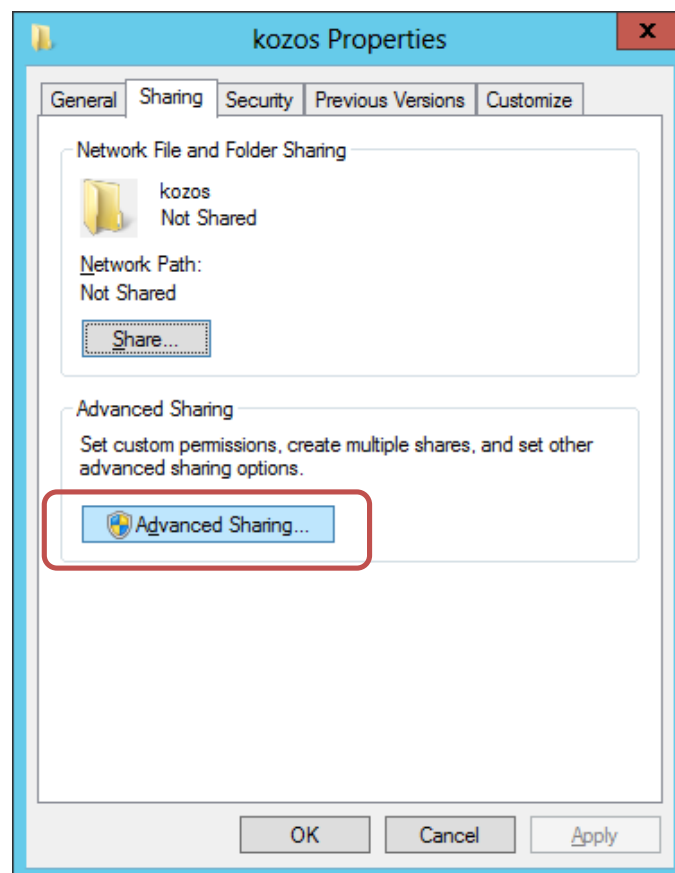 kozos Properties
x
General Sharing Security Previous Versions Customize
Network File and Folder Sharing
kozos
Not Shared
Network Path:
Not Shared
Share...
Advanced Sharing
Set custom permissions, create multiple shares, and set other
advanced sharing options.
Advanced Sharing...
OK Cancel Apply